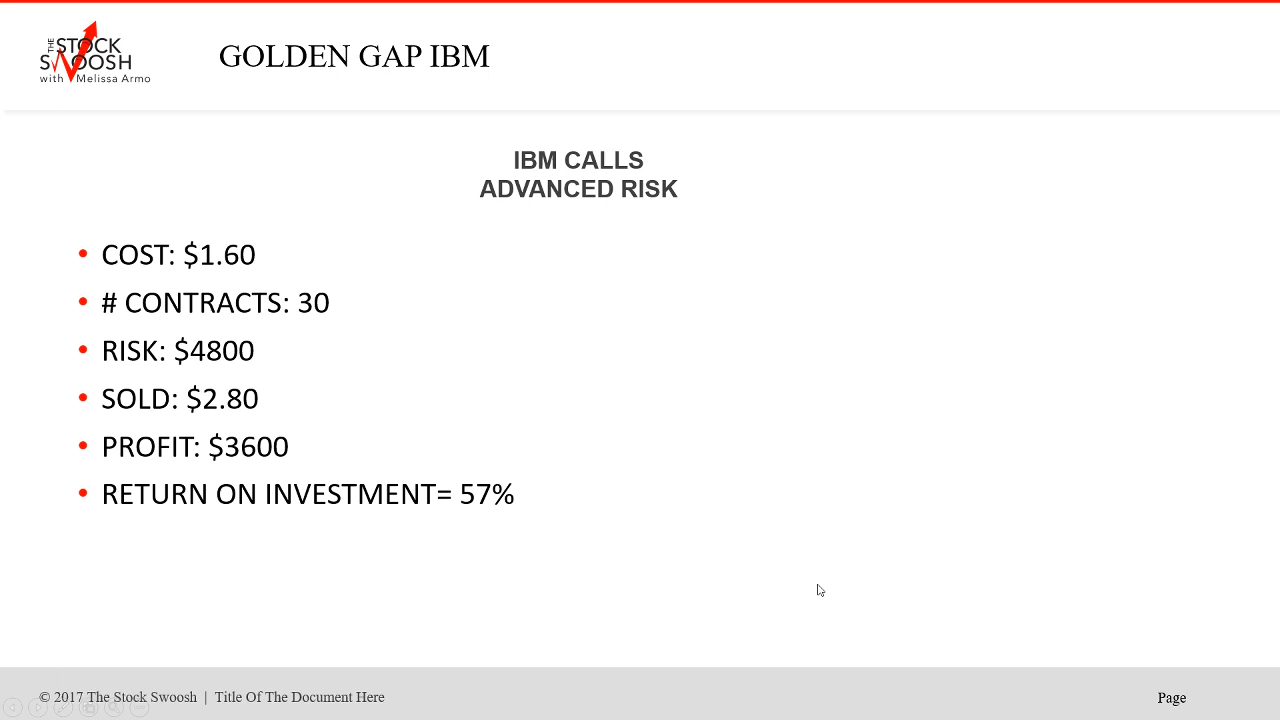 THE
STOCK
SWOOSH
with Melissa Armo
GOLDEN GAP IBM
IBM CALLS
ADVANCED RISK
• COST: $1.60
• # CONTRACTS: 30
• RISK: $4800
• SOLD: $2.80
• PROFIT: $3600
• RETURN ON INVESTMENT= 57%
© 2017 The Stock Swoosh | Title Of The Document Here
Page